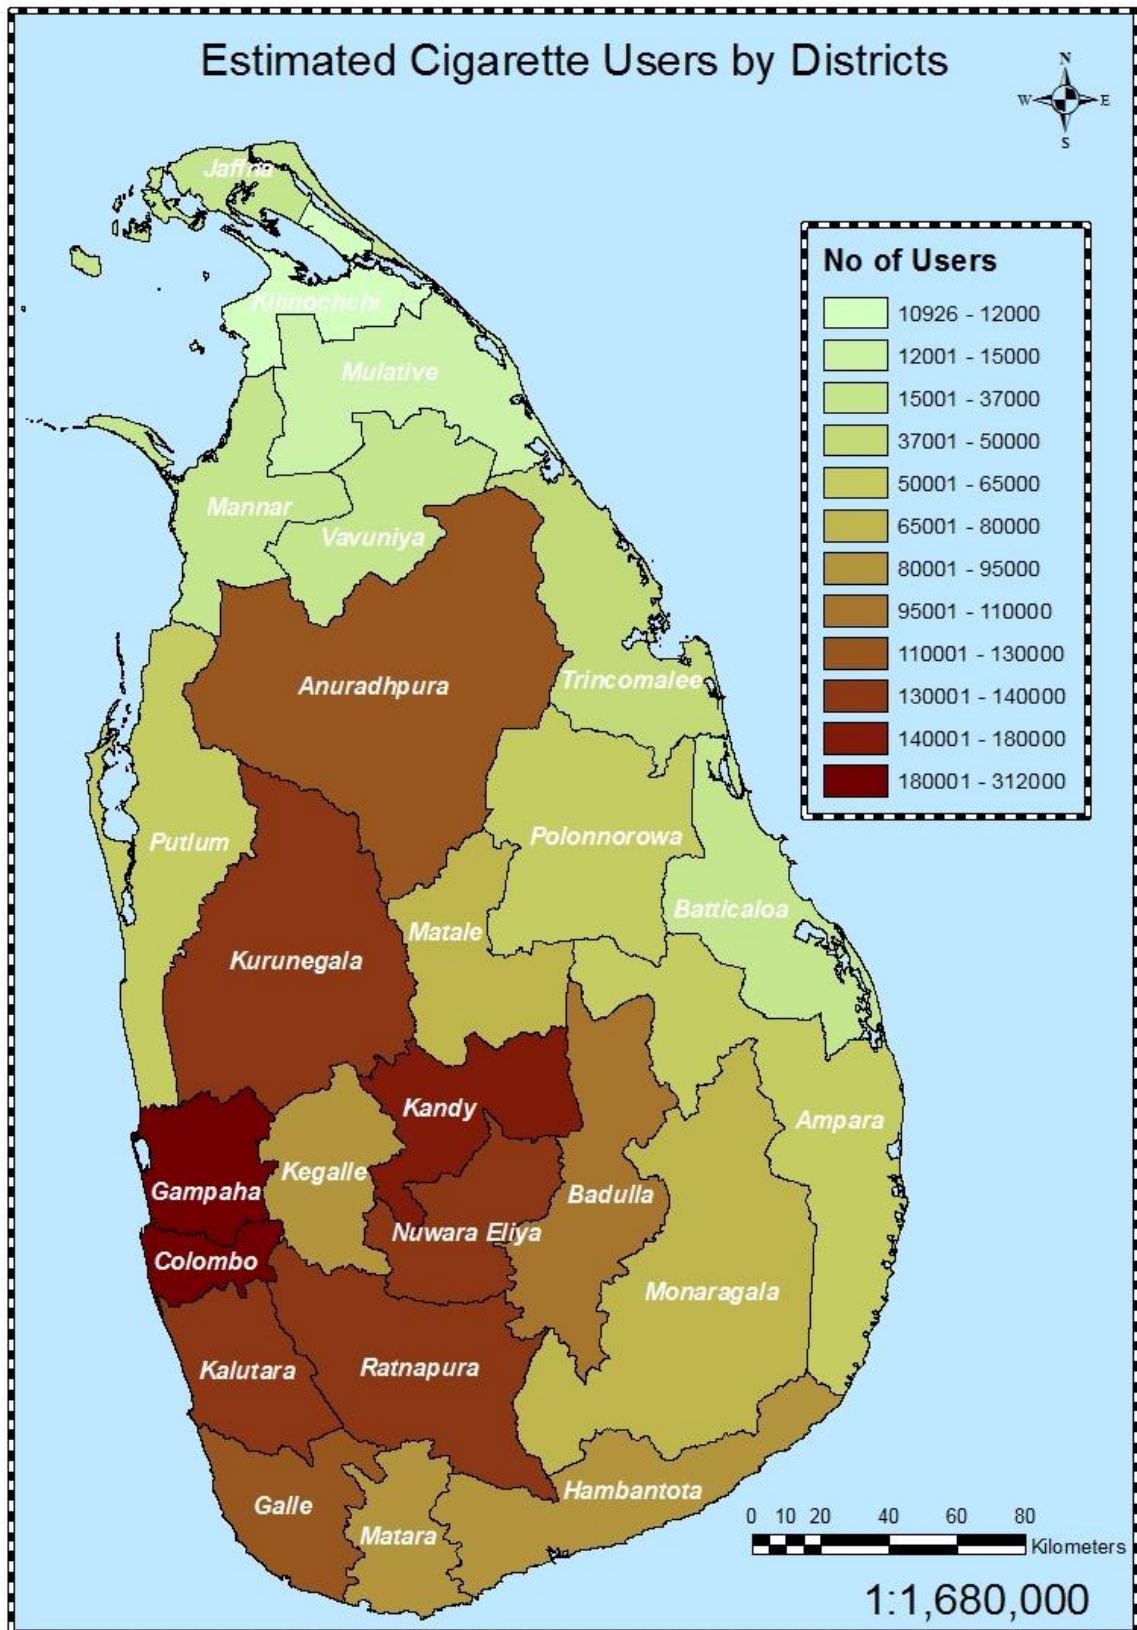 Estimated Cigarette Users by Districts
N
W E
S
Jaffna
No of Users
10926 - 12000
12001 - 15000
15001 - 37000
37001 - 50000
50001 - 65000
65001 - 80000
80001 - 95000
95001 - 110000
110001 - 130000
130001 - 140000
140001 - 180000
180001 - 312000
Kilinochchi
Mulative
Mannar
Vavuniya
Anuradhpura
Trincomalee
Putlum
Polonnorowa
Batticaloa
Matale
Kurunegala
Kandy
Ampara
Kegalle
Gampaha
Badulla
Nuwara Eliya
Colombo
Monaragala
Kalutara
Ratnapura
Hambantota
Galle
Matara
0 10 20 40 60 80
Kilometers
1:1,680,000